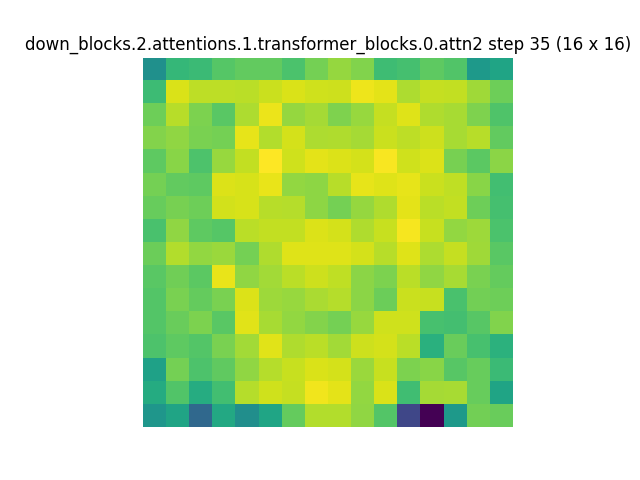 down_blocks.2.attentions.1.transformer_blocks.0.attn2 step 35 (16 x 16)